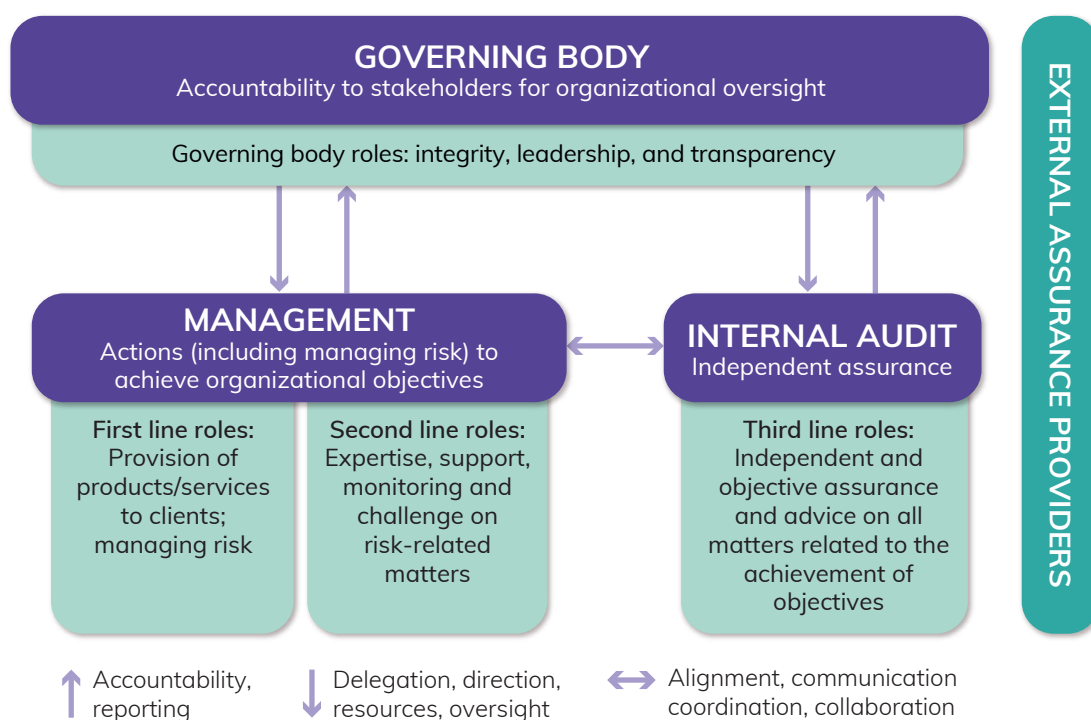 GOVERNING BODY
Accountability to stakeholders for organizational oversight
Governing body roles: integrity, leadership, and transparency
MANAGEMENT
Actions (including managing risk) to
achieve organizational objectives
First line roles:
Provision of
products/services
to clients;
managing risk
Second line roles:
Expertise, support,
monitoring and
challenge on
risk-related
matters
INTERNAL AUDIT
Independent assurance
Third line roles:
Independent and
objective assurance
and advice on all
matters related to the
achievement of
objectives
EXTERNAL ASSURANCE PROVIDERS
Accountability,
reporting
Delegation, direction,
resources, oversight
Alignment, communication
coordination, collaboration